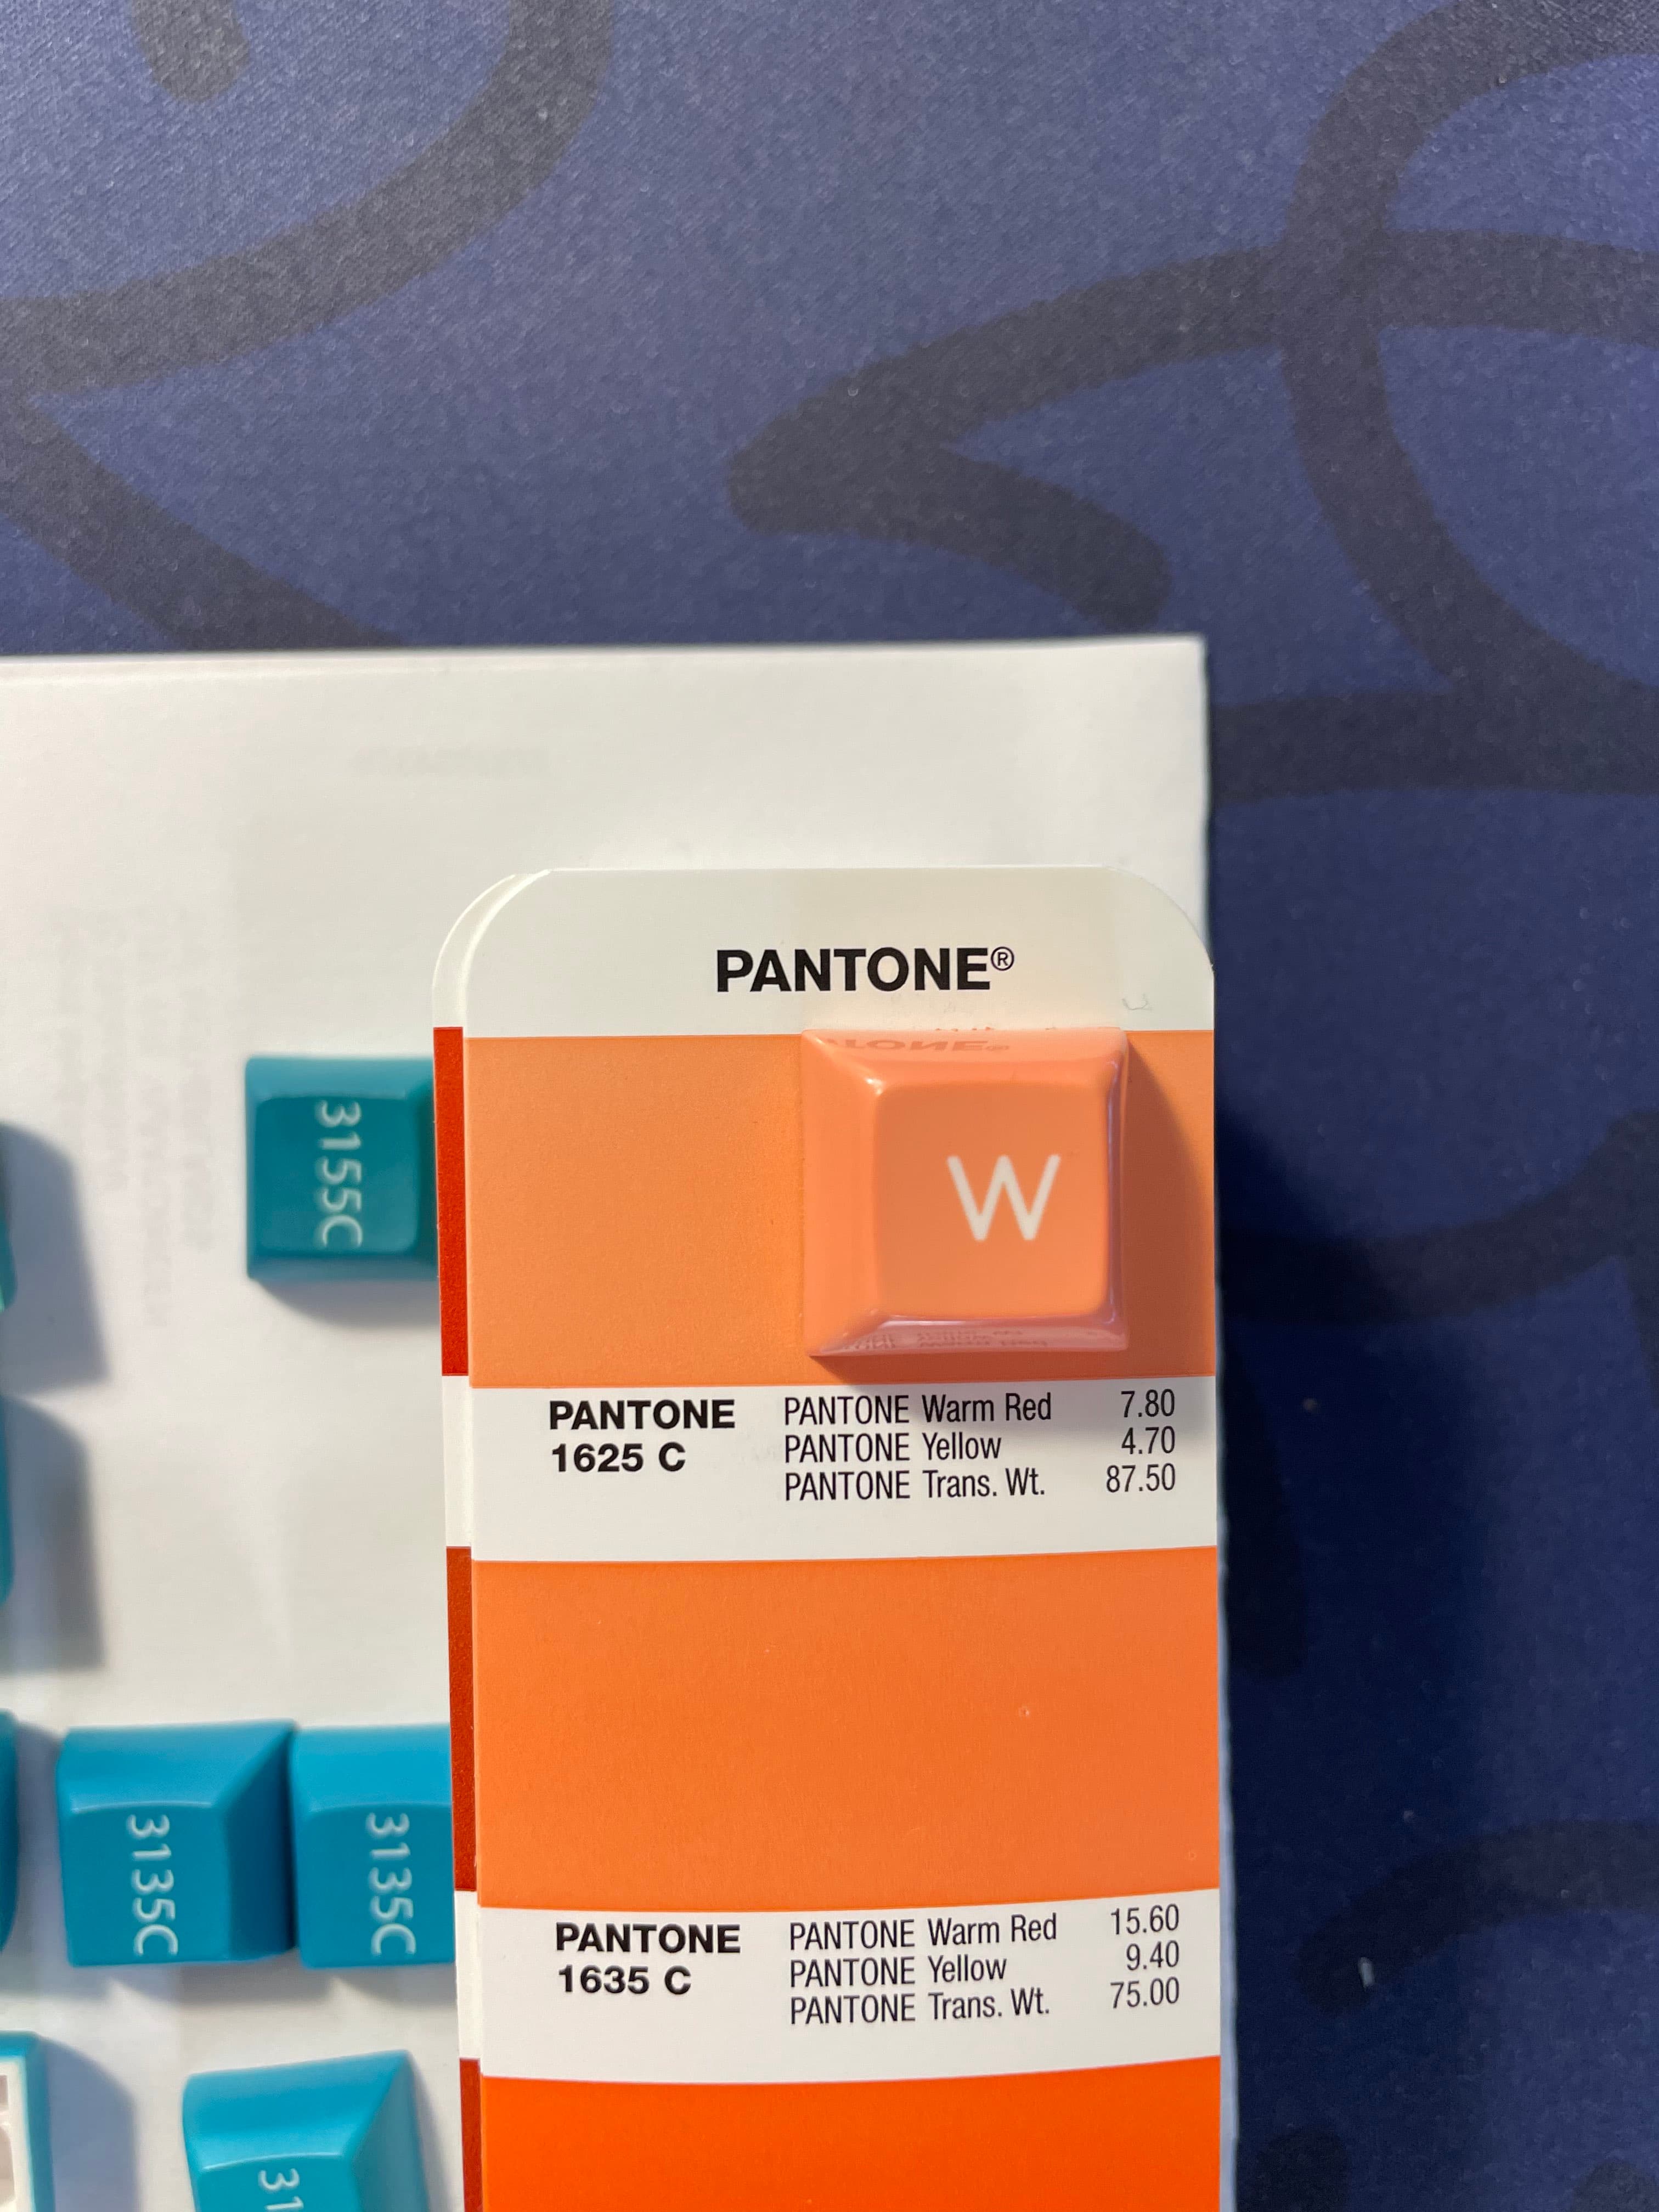 PANTONE®
3155C
W
PANTONE
1625 C
PANTONE Warm Red 7.80
PANTONE Yellow 4.70
PANTONE Trans. Wt. 87.50
3135C
3135C
PANTONE
1635 C
PANTONE Warm Red 15.60
PANTONE Yellow 9.40
PANTONE Trans. Wt. 75.00
31